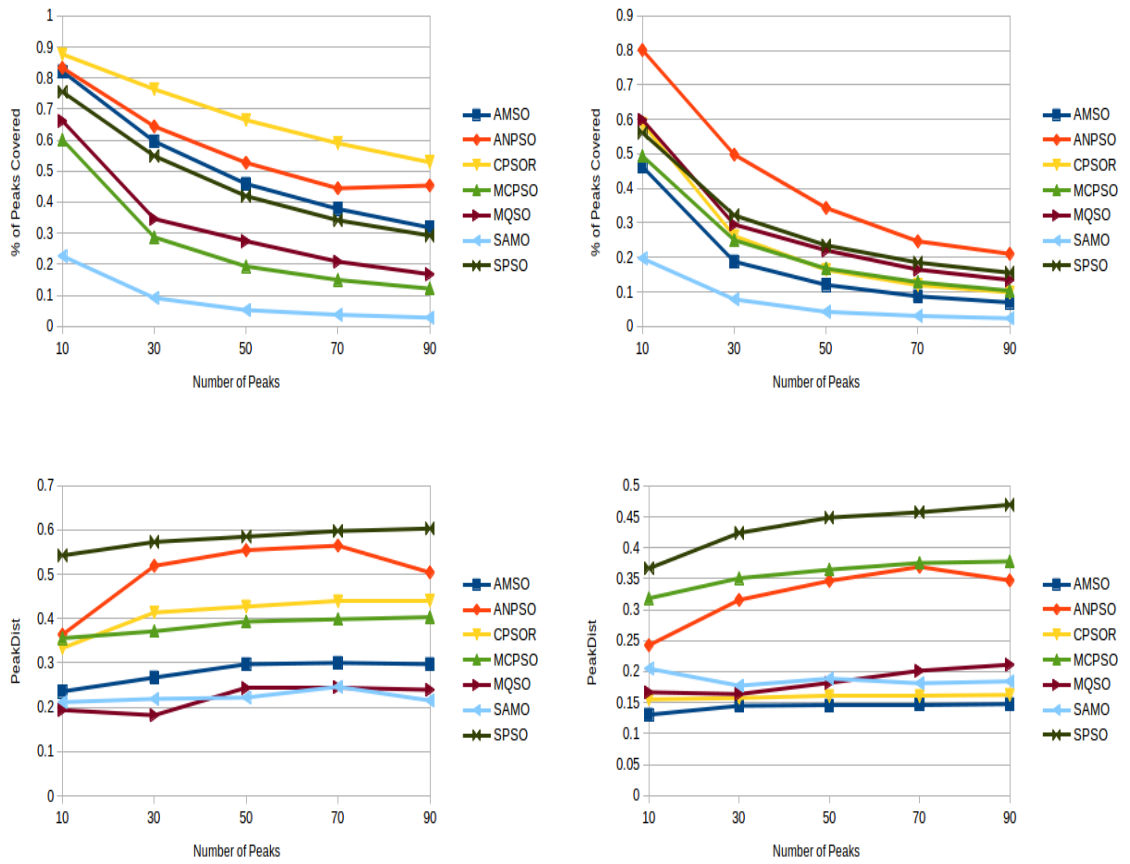 1
0.9
0.8
0.7
0.6
0.5
0.4
0.3
0.2
0.1
0
% of Peaks Covered
10 30 50 70 90
Number of Peaks
AMSO
ANPSO
CPSOR
MCPSO
MQSO
SAMO
SPSO
0.9
0.8
0.7
0.6
0.5
0.4
0.3
0.2
0.1
0
% of Peaks Covered
10 30 50 70 90
Number of Peaks
AMSO
ANPSO
CPSOR
MCPSO
MQSO
SAMO
SPSO
0.7
0.6
0.5
0.4
0.3
0.2
0.1
0
PeakDist
10 30 50 70 90
Number of Peaks
AMSO
ANPSO
CPSOR
MCPSO
MQSO
SAMO
SPSO
0.5
0.45
0.4
0.35
0.3
0.25
0.2
0.15
0.1
0.05
0
PeakDist
10 30 50 70 90
Number of Peaks
AMSO
ANPSO
CPSOR
MCPSO
MQSO
SAMO
SPSO